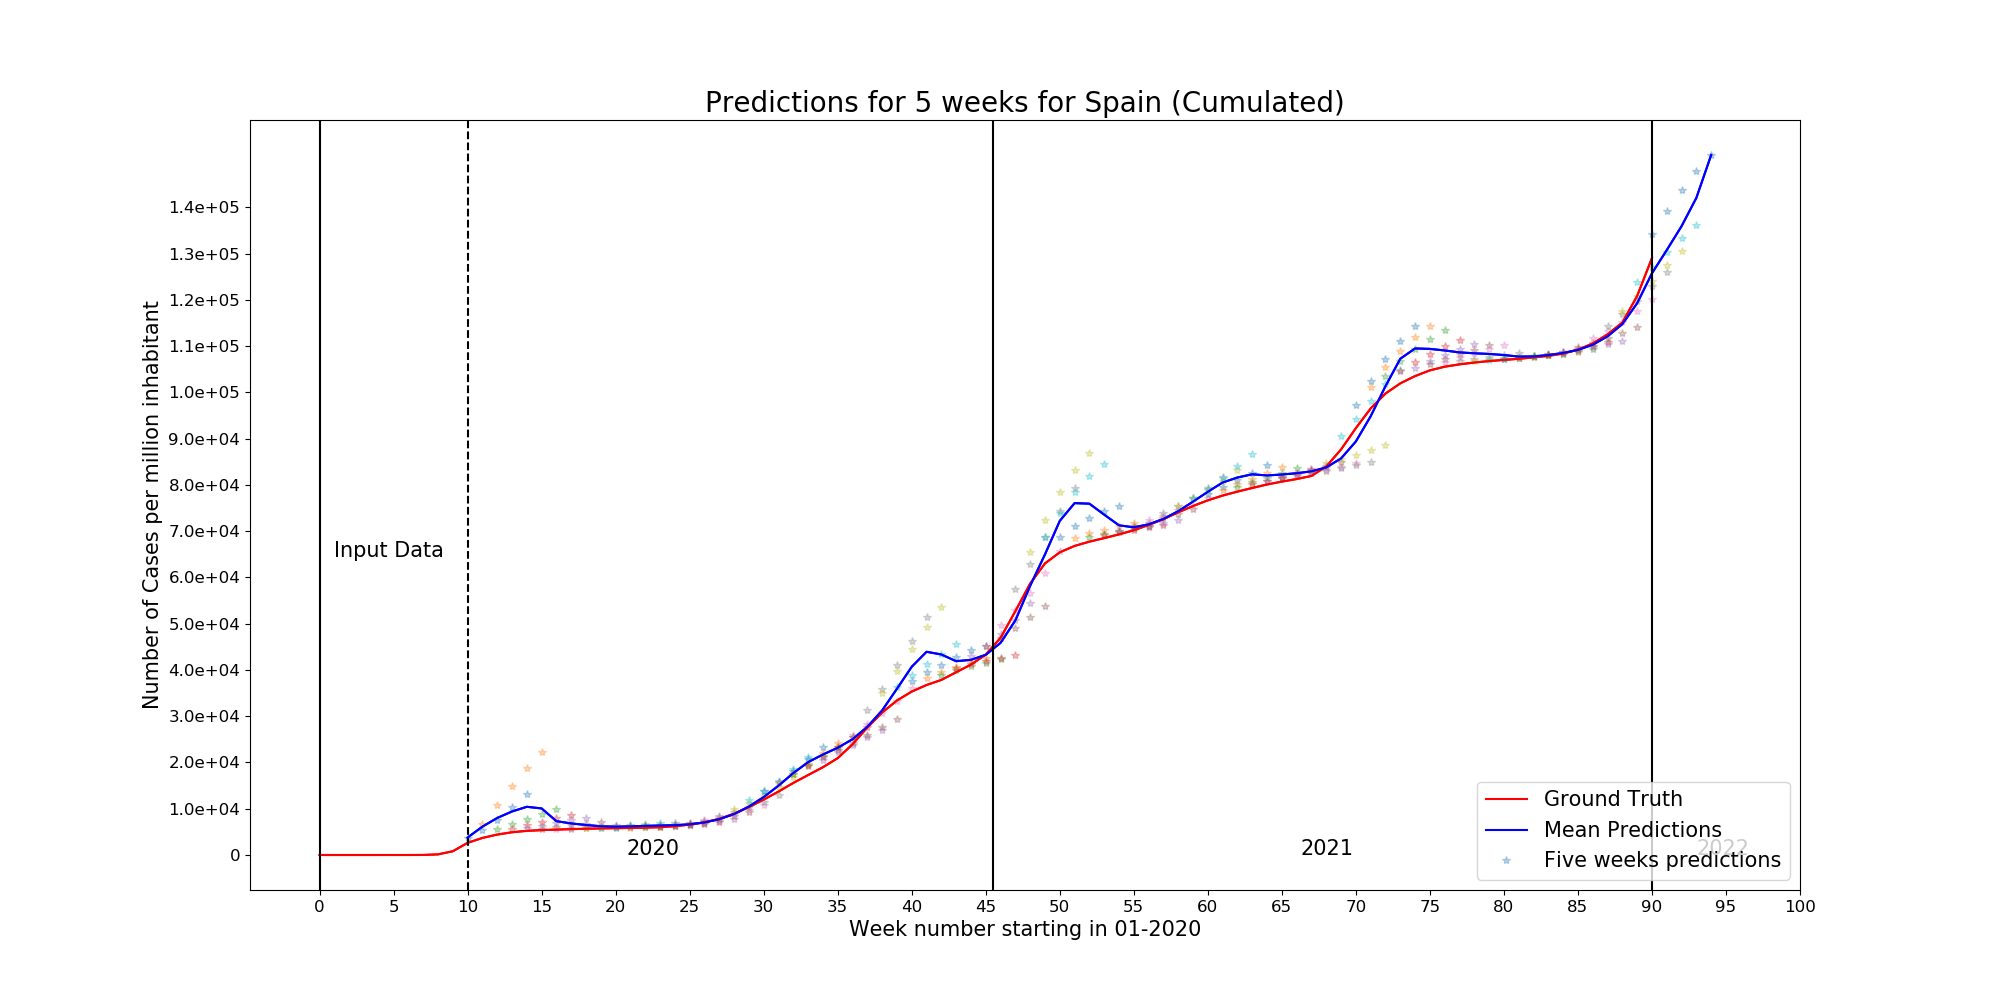 Predictions for 5 weeks for Spain (Cumulated)
Number of Cases per million inhabitant
1.4e+05
1.3e+05
1.2e+05
1.1e+05
1.0e+05
9.0e+04
8.0e+04
7.0e+04
6.0e+04
5.0e+04
4.0e+04
3.0e+04
2.0e+04
1.0e+04
0
Input Data
2020
2021
2022
Ground Truth
Mean Predictions
Five weeks predictions
0 5 10 15 20 25 30 35 40 45 50 55 60 65 70 75 80 85 90 95 100
Week number starting in 01-2020